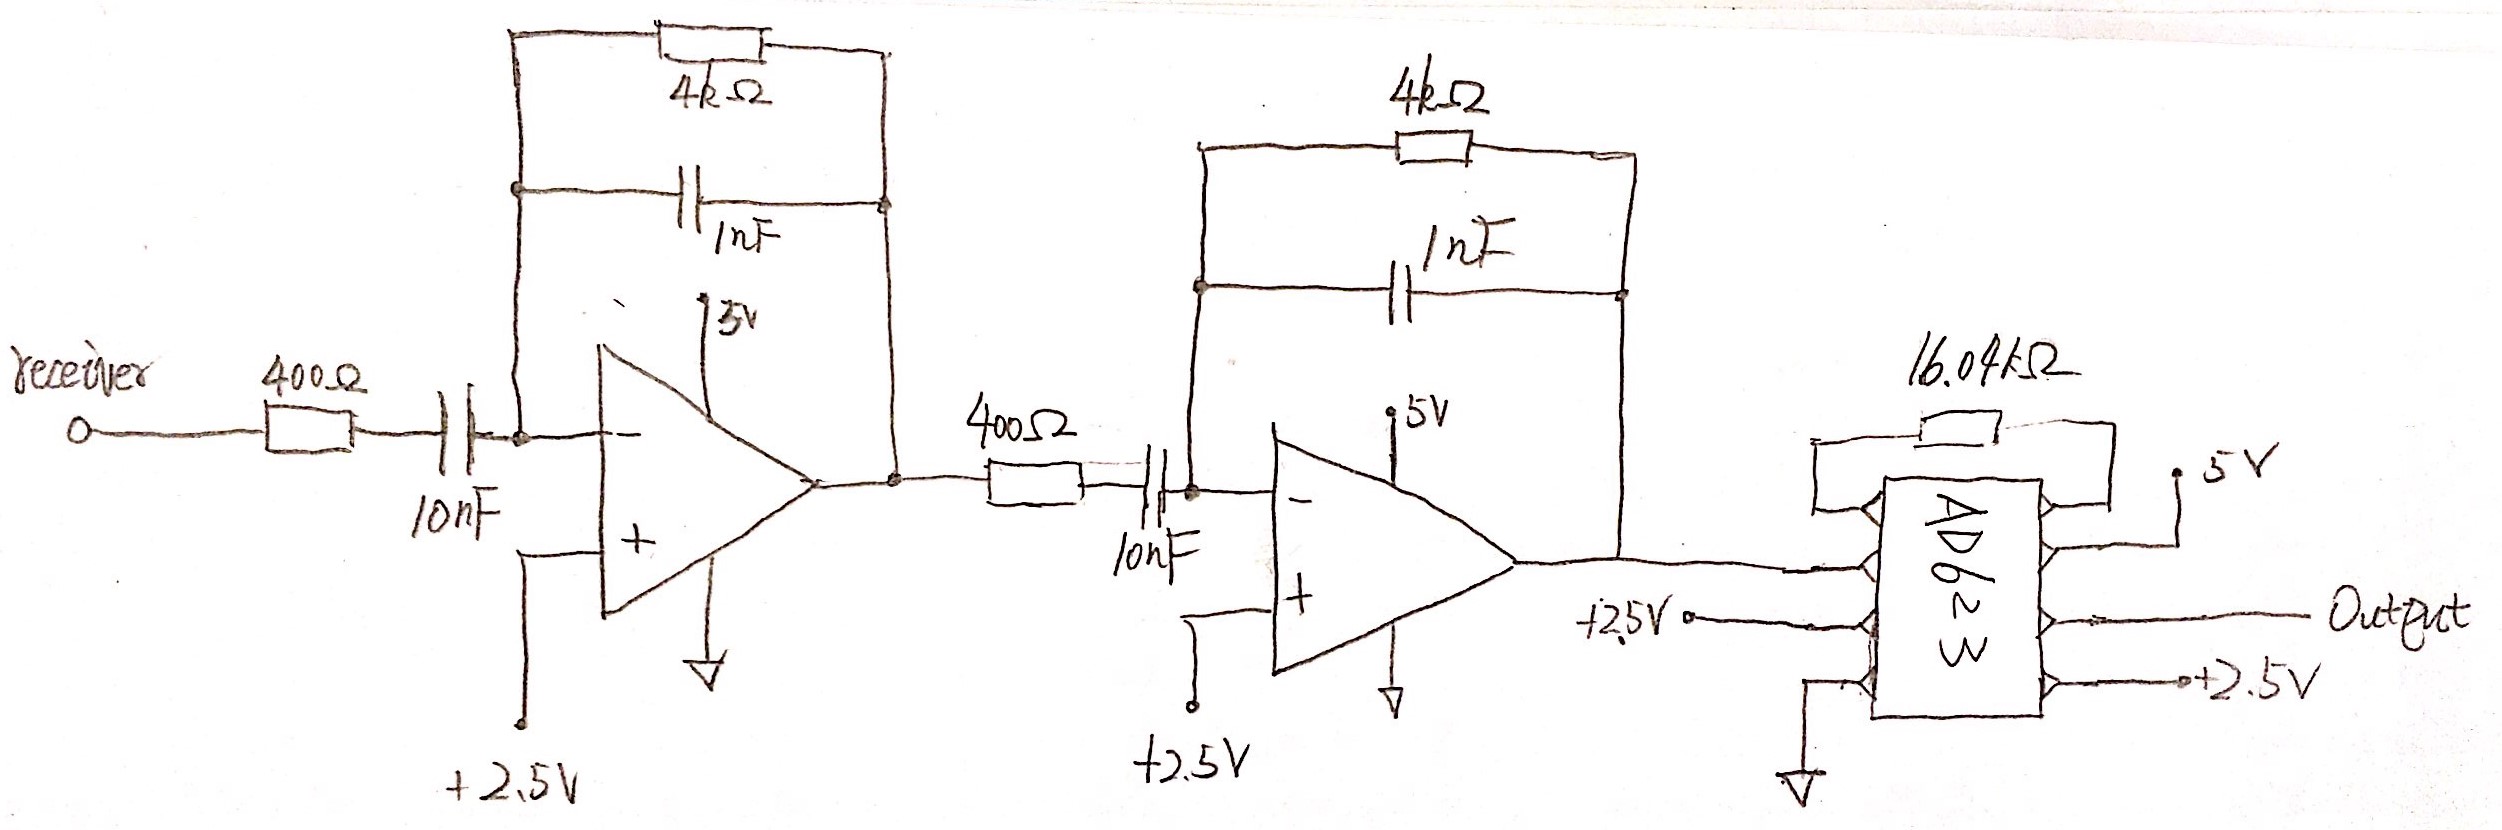 receiver
400Ω
10nF
4kΩ
1nF
5V
-
+
+2.5V
400Ω
10nF
4kΩ
1nF
5V
-
+
+2.5V
16.04kΩ
AD623
+2.5V
5V
Output
+2.5V